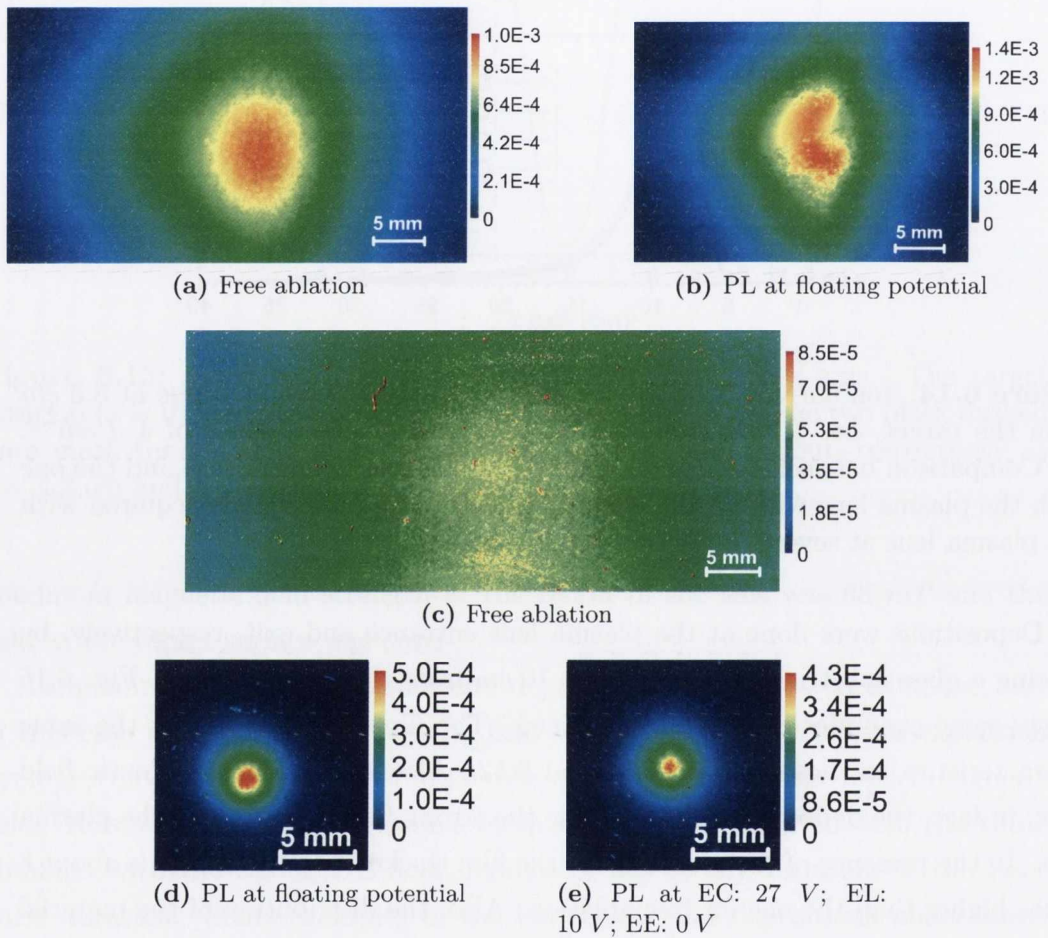 1.0E-3
8.5E-4
6.4E-4
4.2E-4
2.1E-4
0
5 mm
1.4E-3
1.2E-3
9.0E-4
6.0E-4
3.0E-4
0
5 mm
(a) Free ablation
(b) PL at floating potential
8.5E-5
7.0E-5
5.3E-5
3.5E-5
1.8E-5
0
5 mm
(c) Free ablation
5.0E-4
4.0E-4
3.0E-4
2.0E-4
1.0E-4
0
5 mm
4.3E-4
3.4E-4
2.6E-4
1.7E-4
8.6E-5
0
5 mm
(d) PL at floating potential
(e) PL at EC: 27 V; EL:
10 V; EE: 0 V